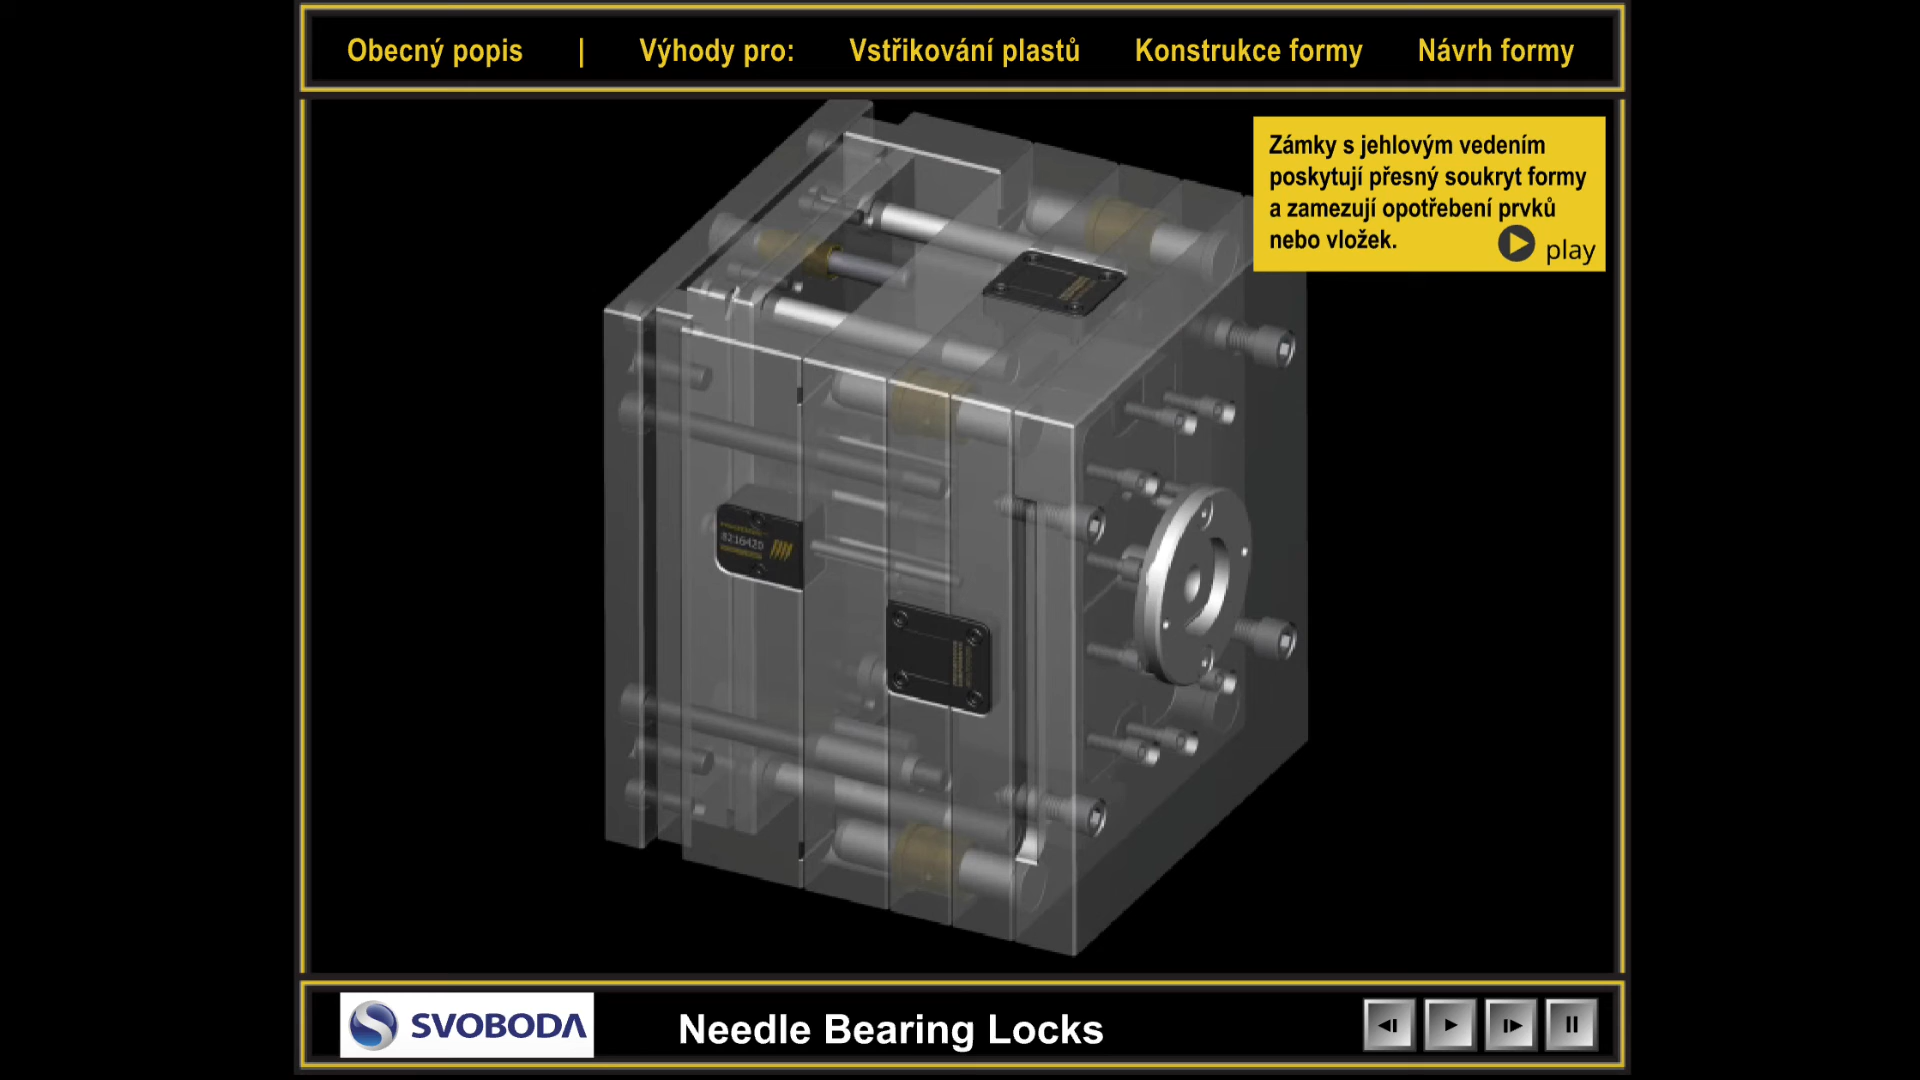 Obecný popis | Výhody pro: Vstřikování plastů Konstrukce formy Návrh formy
Zámky s jehlovým vedením
poskytují přesný soukryt formy
a zamezují opotřebení prvků
nebo vložek.
play
8216420
SVOBODA
Needle Bearing Locks